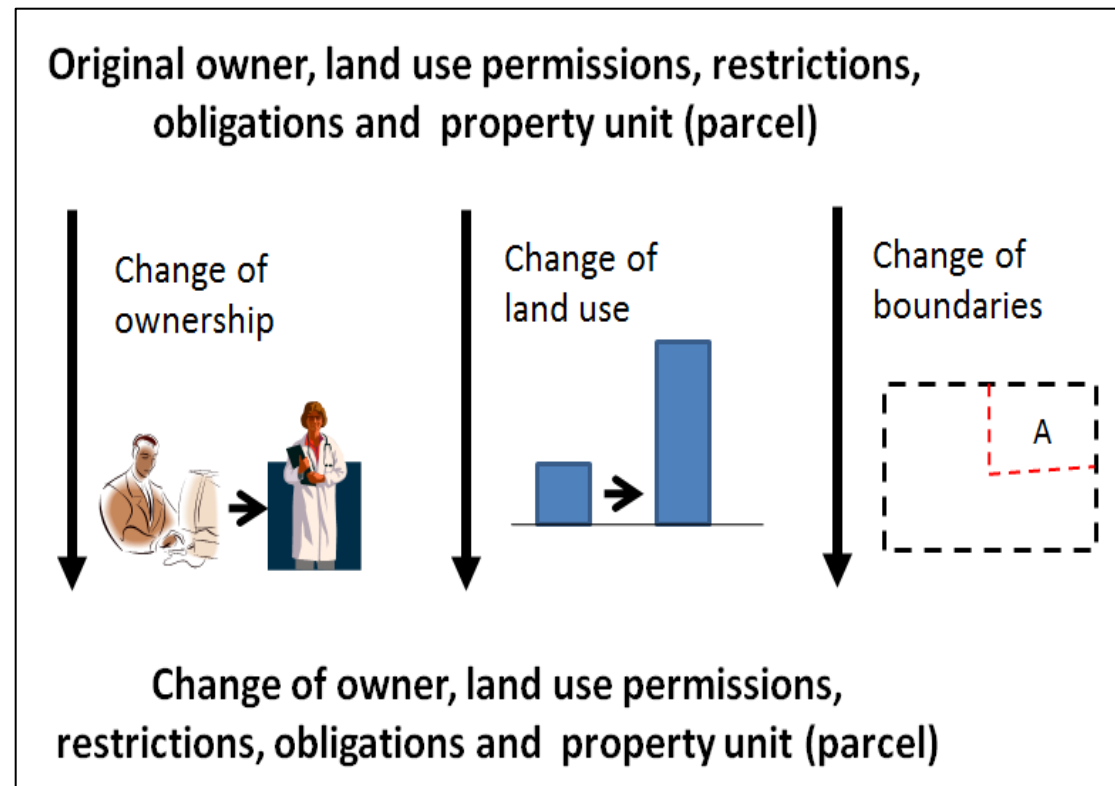 Original owner, land use permissions, restrictions,
obligations and property unit (parcel)
Change of
ownership
Change of
land use
Change of
boundaries
A
Change of owner, land use permissions,
restrictions, obligations and property unit (parcel)